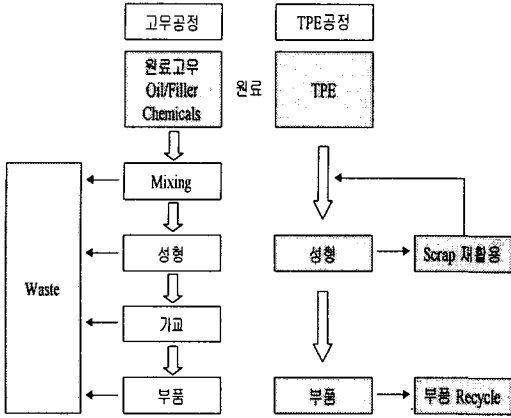 고무공정
TPE공정
원료고무
Oil/Filler
Chemicals
원료
TPE
Mixing
성형
성형
Scrap 재활용
Waste
가교
부품
부품
부품 Recycle